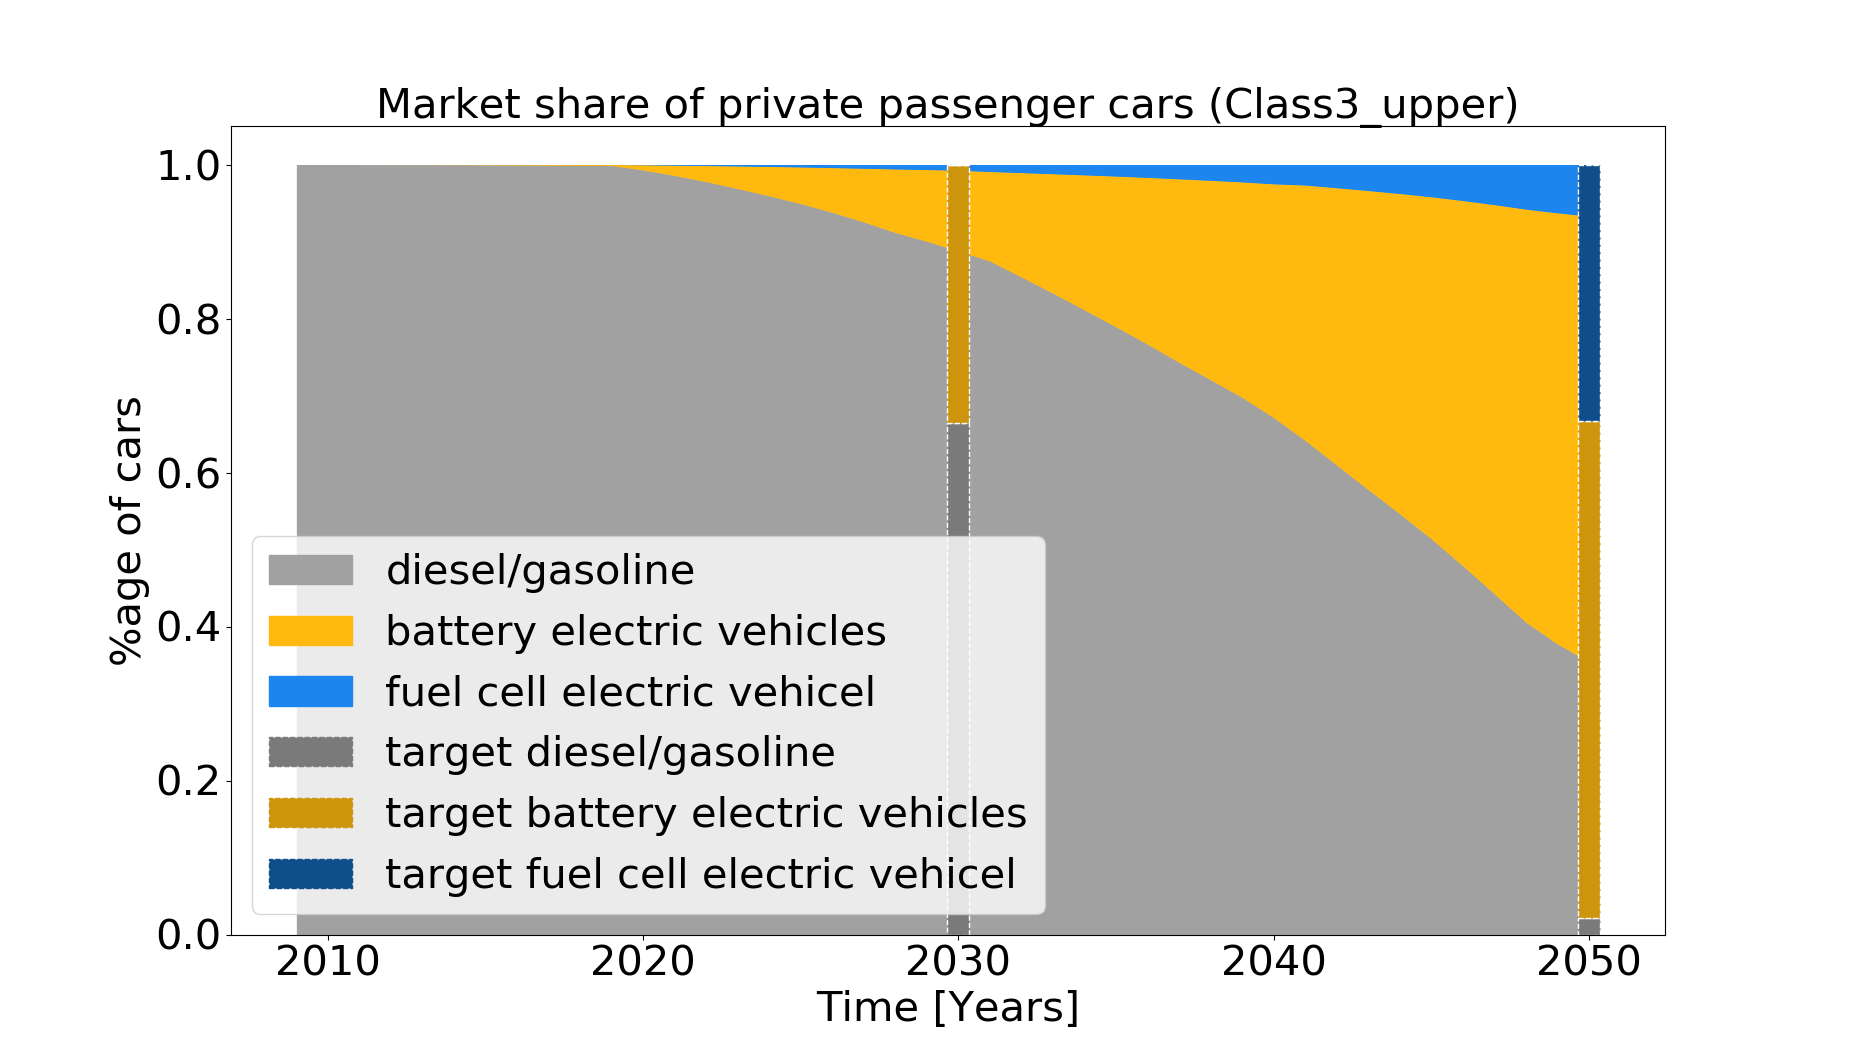 Market share of private passenger cars (Class3_upper)
1.0
0.8
0.6
0.4
0.2
0.0
%age of cars
diesel/gasoline
battery electric vehicles
fuel cell electric vehicel
target diesel/gasoline
target battery electric vehicles
target fuel cell electric vehicel
2010 2020 2030 2040 2050
Time [Years]